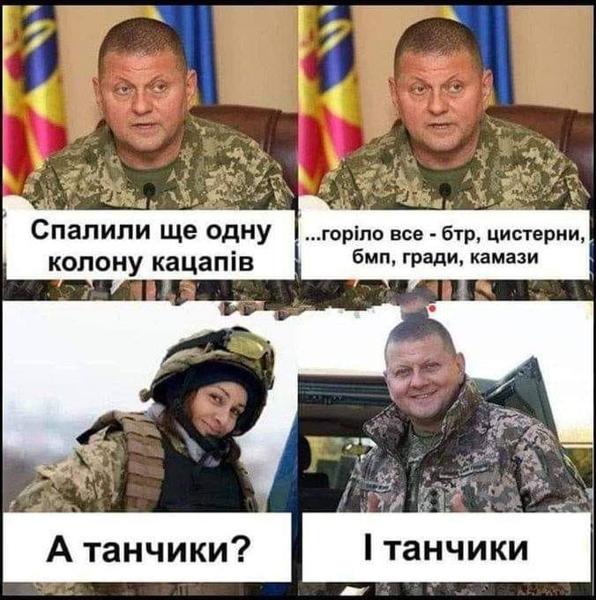 Спалили ще одну
колону кацапів
...горіло все - бтр, цистерни,
бмп, гради, камази
А танчики?
І танчики